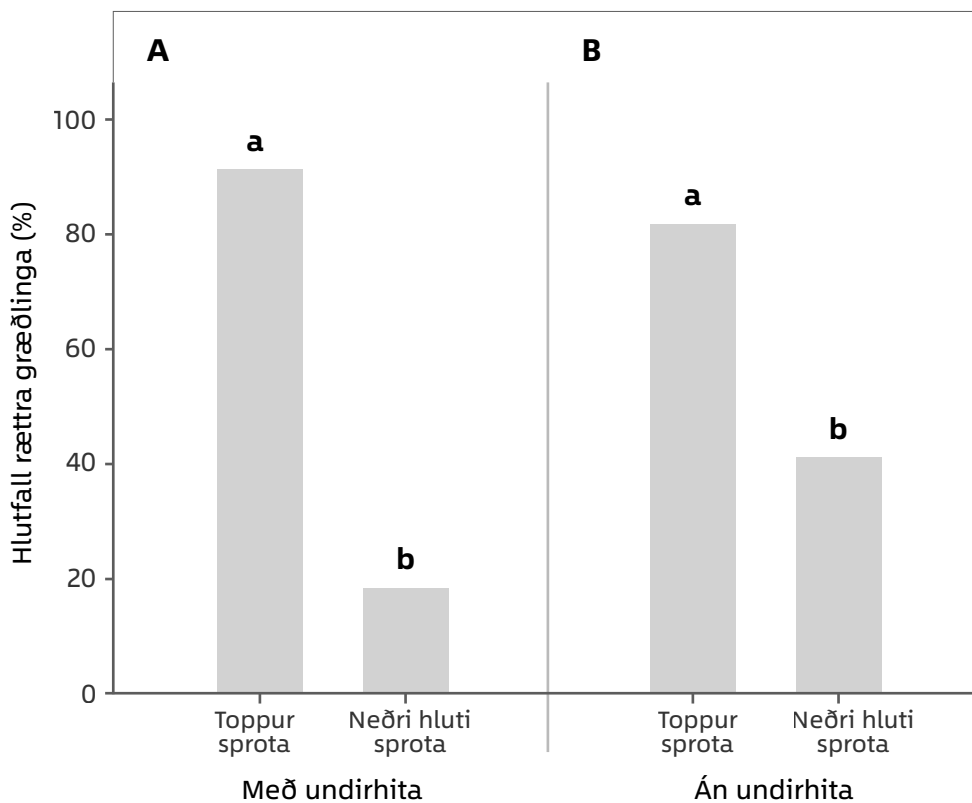 A
B
Hlutfall rættra græðlinga (%)
100
80
60
40
20
0
a
b
a
b
Toppur
sprota
Neðri hluti
sprota
Toppur
sprota
Neðri hluti
sprota
Með undirhita
Án undirhita